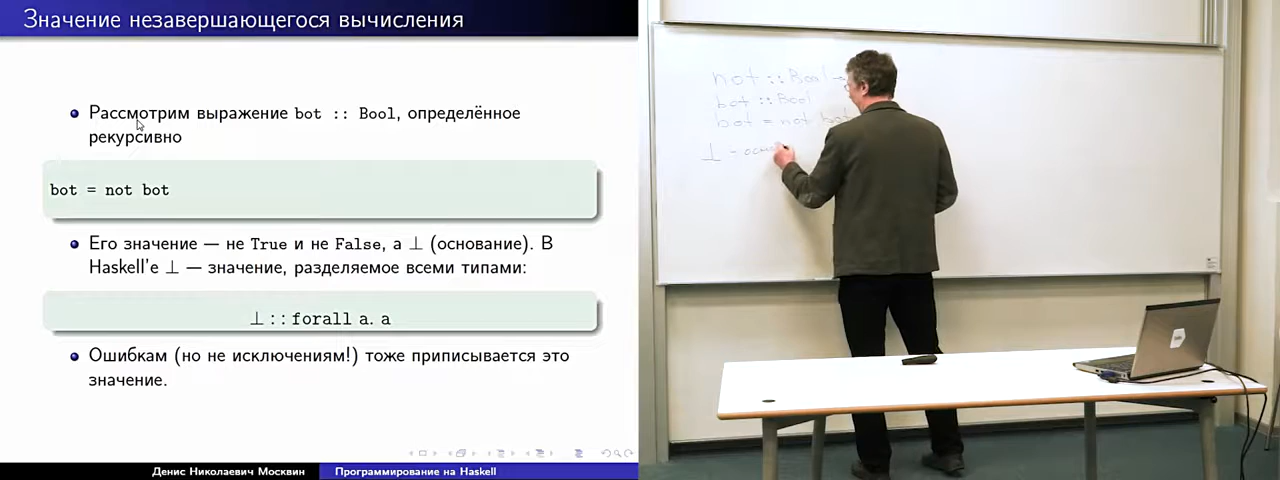 Значение незавершающегося вычисления
Рассмотрим выражение bot :: Bool, определённое
рекурсивно
bot = not bot
Его значение — не True и не False, а ⊥ (основание). В
Haskell'е ⊥ — значение, разделяемое всеми типами:
⊥ :: forall a. a
Ошибкам (но не исключениям!) тоже приписывается это
значение.
Денис Николаевич Москвин
Программирование на Haskell
not :: Bool →
bot :: Bool
bot = not bot
⊥ -